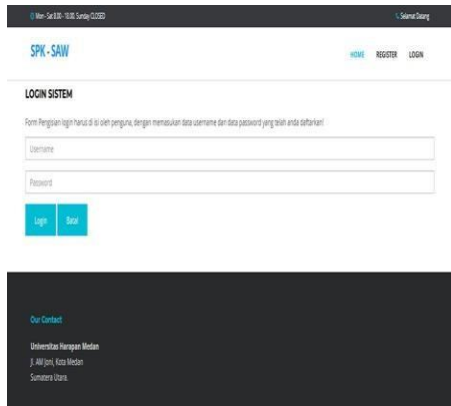 Mon - Sat 8.00 - 18.00. Sunday CLOSED
Selamat Datang
SPK - SAW
HOME REGISTER LOGIN
LOGIN SISTEM
Form Pengisian login harus di isi oleh penguna, dengan memasukan data username dan data password yang telah anda daftarkan!
Username
Password
Login Batal
Our Contact
Universitas Harapan Medan
Jl. AM Joni, Kota Medan
Sumatera Utara.